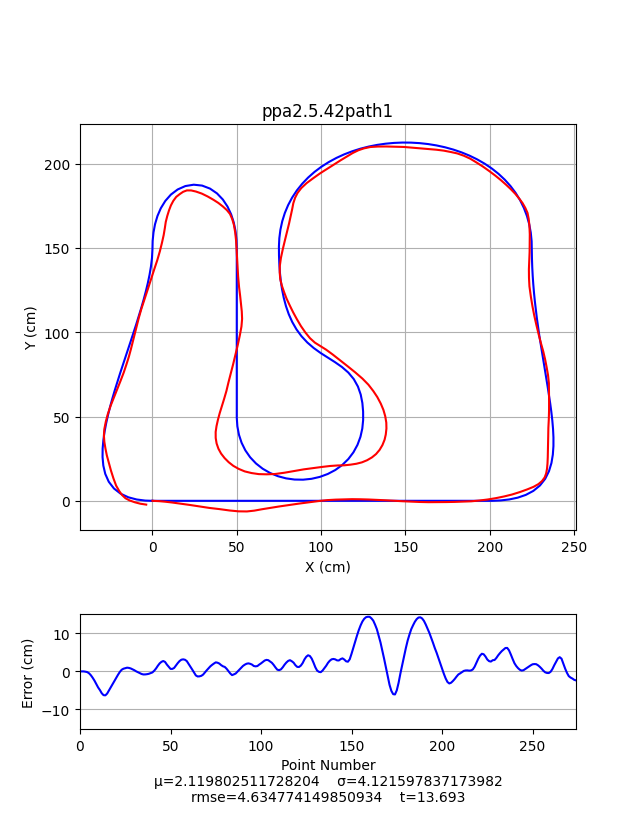 ppa2.5.42path1
200
150
100
50
0
Y (cm)
0 50 100 150 200 250
X (cm)
10
0
−10
Error (cm)
0 50 100 150 200 250
Point Number
μ=2.119802511728204 σ=4.121597837173982
rmse=4.634774149850934 t=13.693